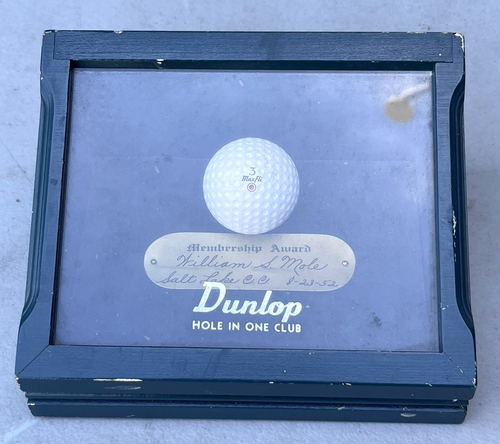 3
Maxfli
Membership Award
William S. Mole
Salt Lake C.C. 8-23-52
Dunlop
HOLE IN ONE CLUB